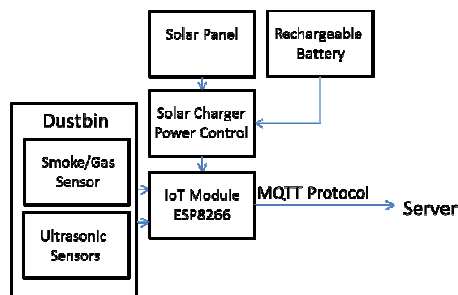 Solar Panel
Rechargeable
Battery
Solar Charger
Power Control
Dustbin
Smoke/Gas
Sensor
IoT Module
ESP8266
MQTT Protocol
Server
Ultrasonic
Sensors